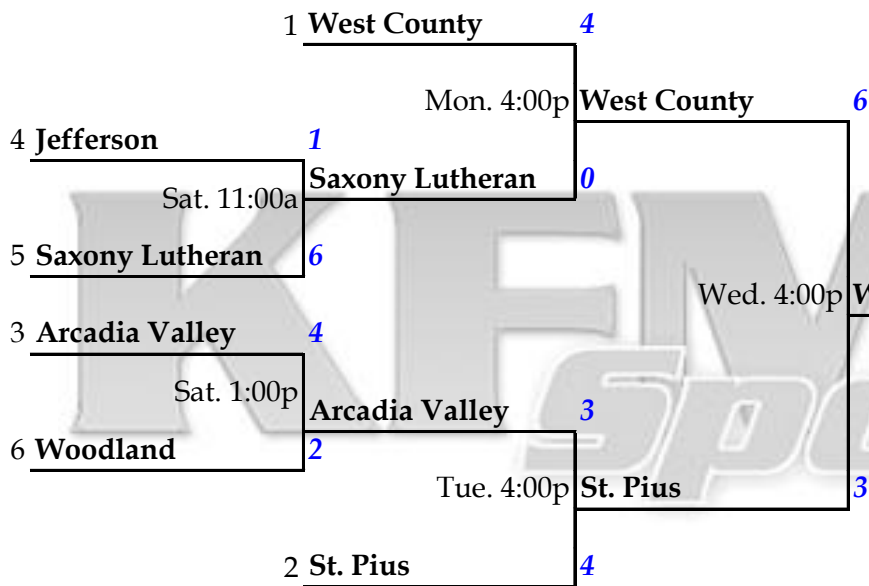 1 West County 4
Mon. 4:00p West County 6
4 Jefferson 1
Sat. 11:00a Saxony Lutheran 0
5 Saxony Lutheran 6
Wed. 4:00p W
3 Arcadia Valley 4
Sat. 1:00p Arcadia Valley 3
6 Woodland 2
Tue. 4:00p St. Pius 3
2 St. Pius 4